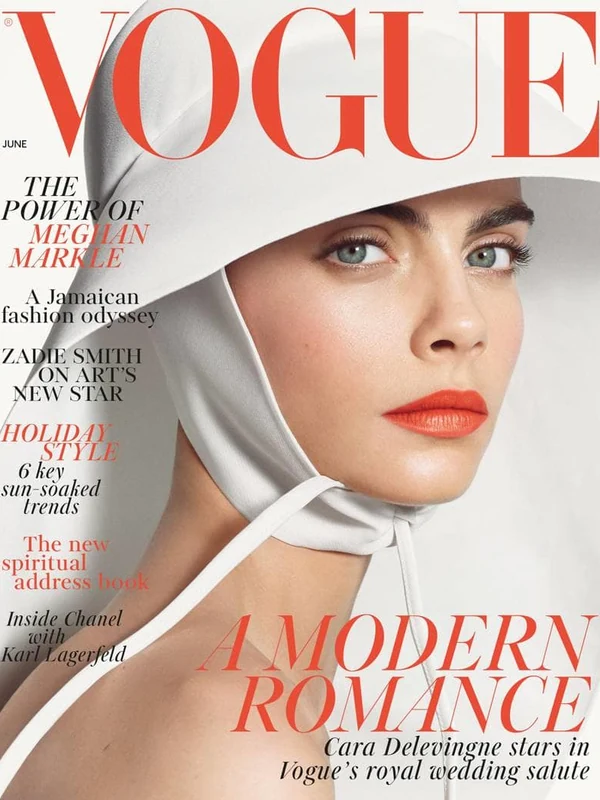 VOGUE
®
JUNE
THE
POWER OF
MEGHAN
MARKLE
A Jamaican
fashion odyssey
ZADIE SMITH
ON ART'S
NEW STAR
HOLIDAY
STYLE
6 key
sun-soaked
trends
The new
spiritual
address book
Inside Chanel
with
Karl Lagerfeld
A MODERN
ROMANCE
Cara Delevingne stars in
Vogue's royal wedding salute